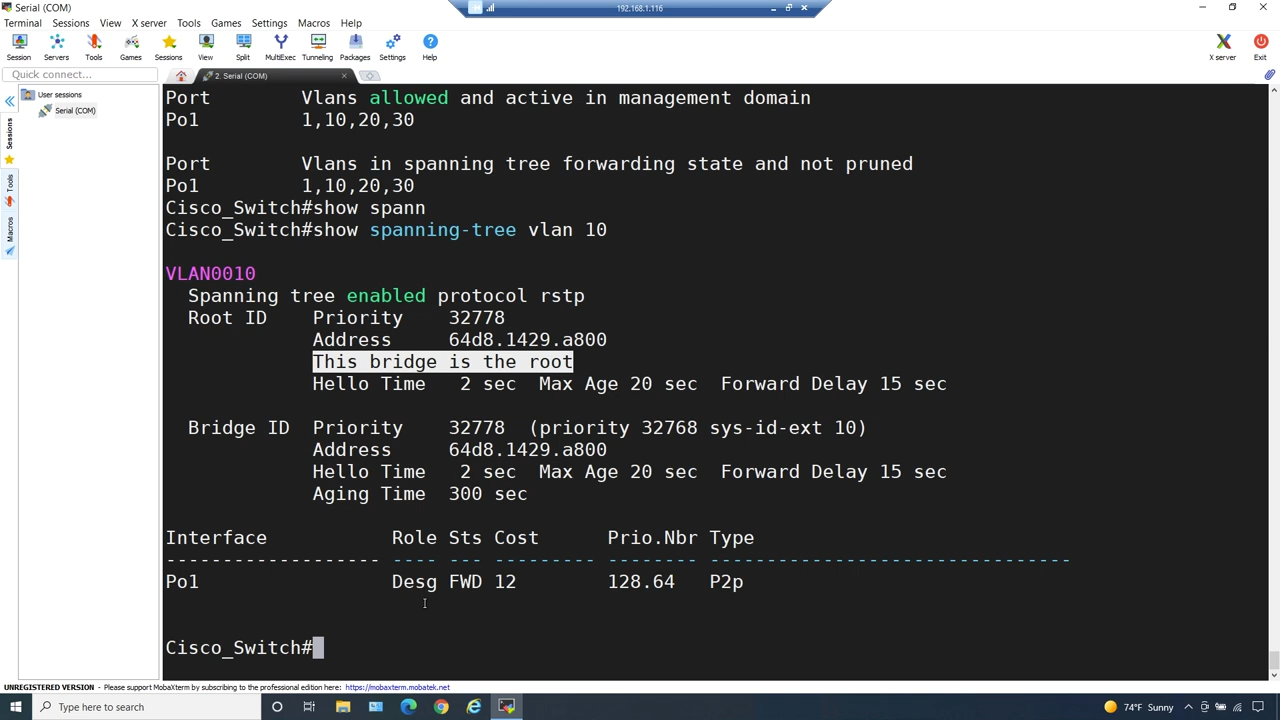 Serial (COM)
192.168.1.116
Terminal Sessions View X server Tools Games Settings Macros Help
Session Servers Tools Games Sessions View Split MultiExec Tunneling Packages Settings Help X server Exit
Quick connect...
2. Serial (COM)
User sessions
Serial (COM)
Sessions
Tools
Macros
Port Vlans allowed and active in management domain
Po1 1,10,20,30
Port Vlans in spanning tree forwarding state and not pruned
Po1 1,10,20,30
Cisco_Switch#show spann
Cisco_Switch#show spanning-tree vlan 10
VLAN0010
Spanning tree enabled protocol rstp
Root ID Priority 32778
Address 64d8.1429.a800
This bridge is the root
Hello Time 2 sec Max Age 20 sec Forward Delay 15 sec
Bridge ID Priority 32778 (priority 32768 sys-id-ext 10)
Address 64d8.1429.a800
Hello Time 2 sec Max Age 20 sec Forward Delay 15 sec
Aging Time 300 sec
Interface Role Sts Cost Prio.Nbr Type
------------------- ---- --- --------- -------- --------------------------------
Po1 Desg FWD 12 128.64 P2p
Cisco_Switch#
UNREGISTERED VERSION - Please support MobaXterm by subscribing to the professional edition here: https://mobaxterm.mobatek.net
Type here to search
74°F Sunny